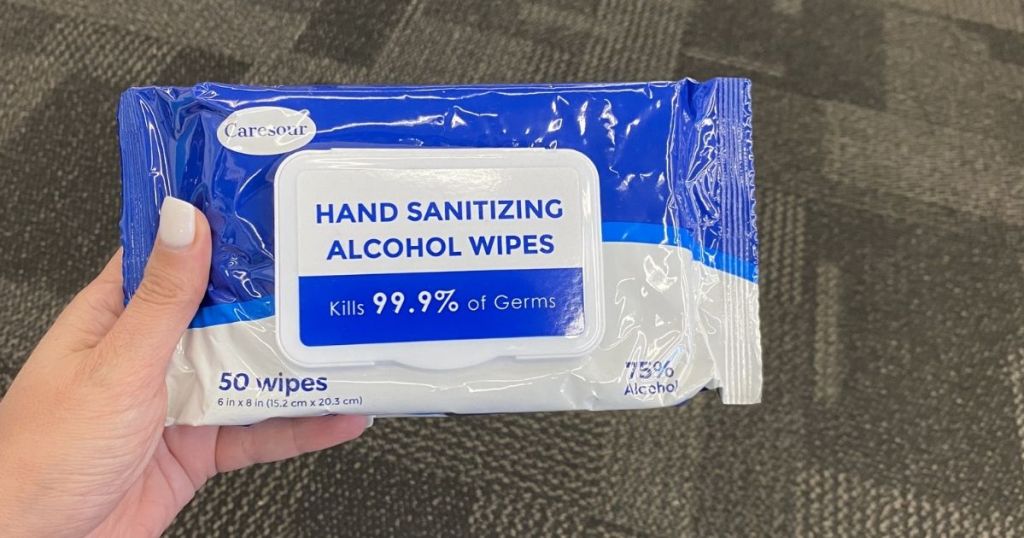 Caresour
HAND SANITIZING
ALCOHOL WIPES
Kills 99.9% of Germs
50 wipes
6 in x 8 in (15.2 cm x 20.3 cm)
75%
Alcohol